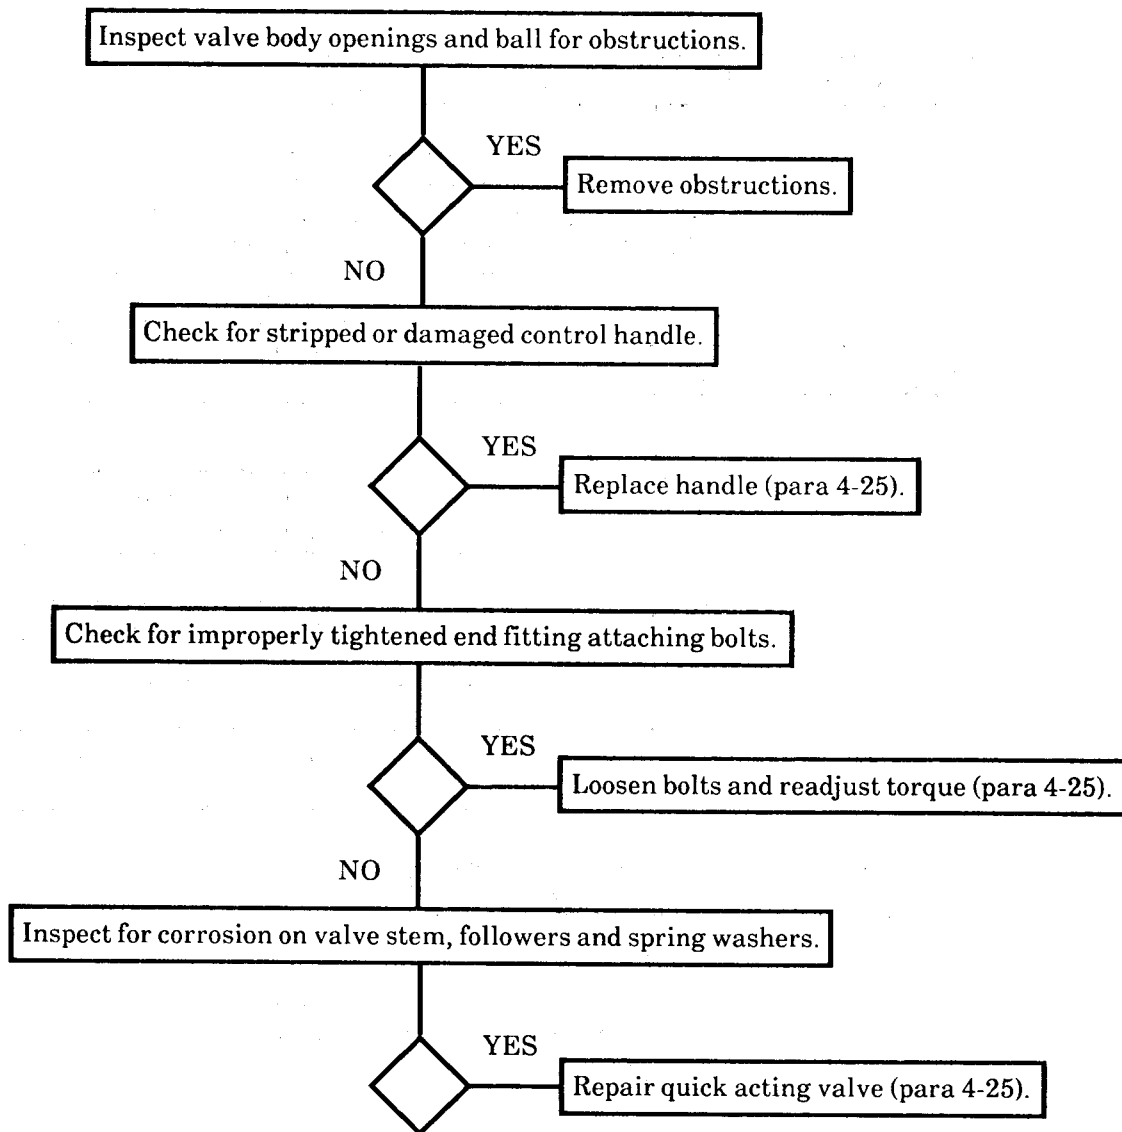 Inspect valve body openings and ball for obstructions.
YES
Remove obstructions.
NO
Check for stripped or damaged control handle.
YES
Replace handle (para 4-25).
NO
Check for improperly tightened end fitting attaching bolts.
YES
Loosen bolts and readjust torque (para 4-25).
NO
Inspect for corrosion on valve stem, followers and spring washers.
YES
Repair quick acting valve (para 4-25).